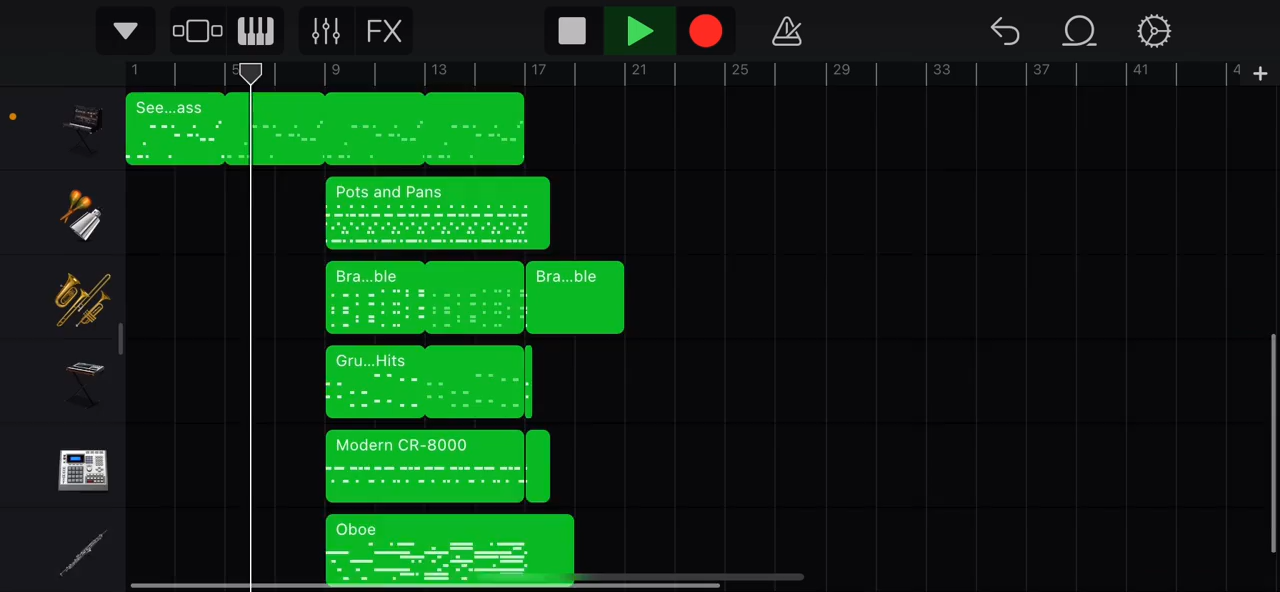 FX
1 5 9 13 17 21 25 29 33 37 41 4
See...ass
Pots and Pans
Bra...ble Bra...ble
Gru...Hits
Modern CR-8000
Oboe